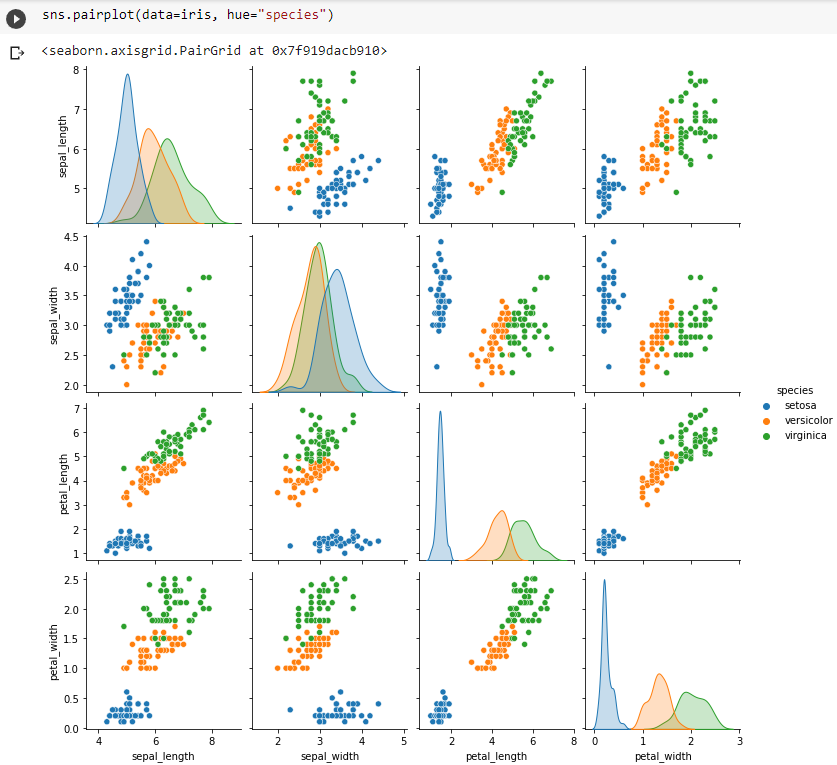 sns.pairplot(data=iris, hue="species")
<seaborn.axisgrid.PairGrid at 0x7f919dacb910>
8
7
6
5
sepal_length
4.5
4.0
3.5
3.0
2.5
2.0
sepal_width
7
6
5
4
3
2
1
petal_length
2.5
2.0
1.5
1.0
0.5
0.0
petal_width
4 6 8
sepal_length
2 3 4 5
sepal_width
2 4 6 8
petal_length
0 1 2 3
petal_width
species
setosa
versicolor
virginica